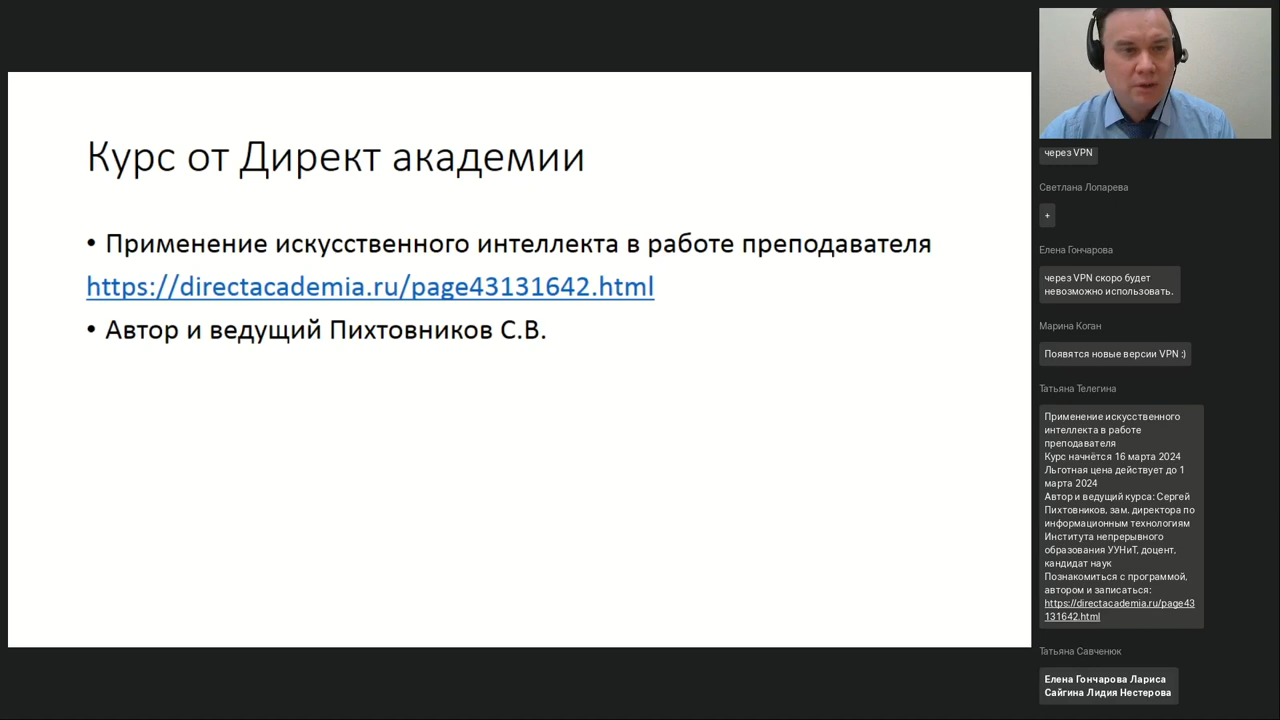 Курс от Директ академии
• Применение искусственного интеллекта в работе преподавателя
https://directacademia.ru/page43131642.html
• Автор и ведущий Пихтовников С.В.
через VPN
Светлана Лопарева
+
Елена Гончарова
через VPN скоро будет
невозможно использовать.
Марина Коган
Появятся новые версии VPN :)
Татьяна Телегина
Применение искусственного
интеллекта в работе
преподавателя
Курс начнётся 16 марта 2024
Льготная цена действует до 1
марта 2024
Автор и ведущий курса: Сергей
Пихтовников, зам. директора по
информационным технологиям
Института непрерывного
образования УУНиТ, доцент,
кандидат наук
Познакомиться с программой,
автором и записаться:
https://directacademia.ru/page43
131642.html
Татьяна Савченюк
Елена Гончарова Лариса
Сайгина Лидия Нестерова